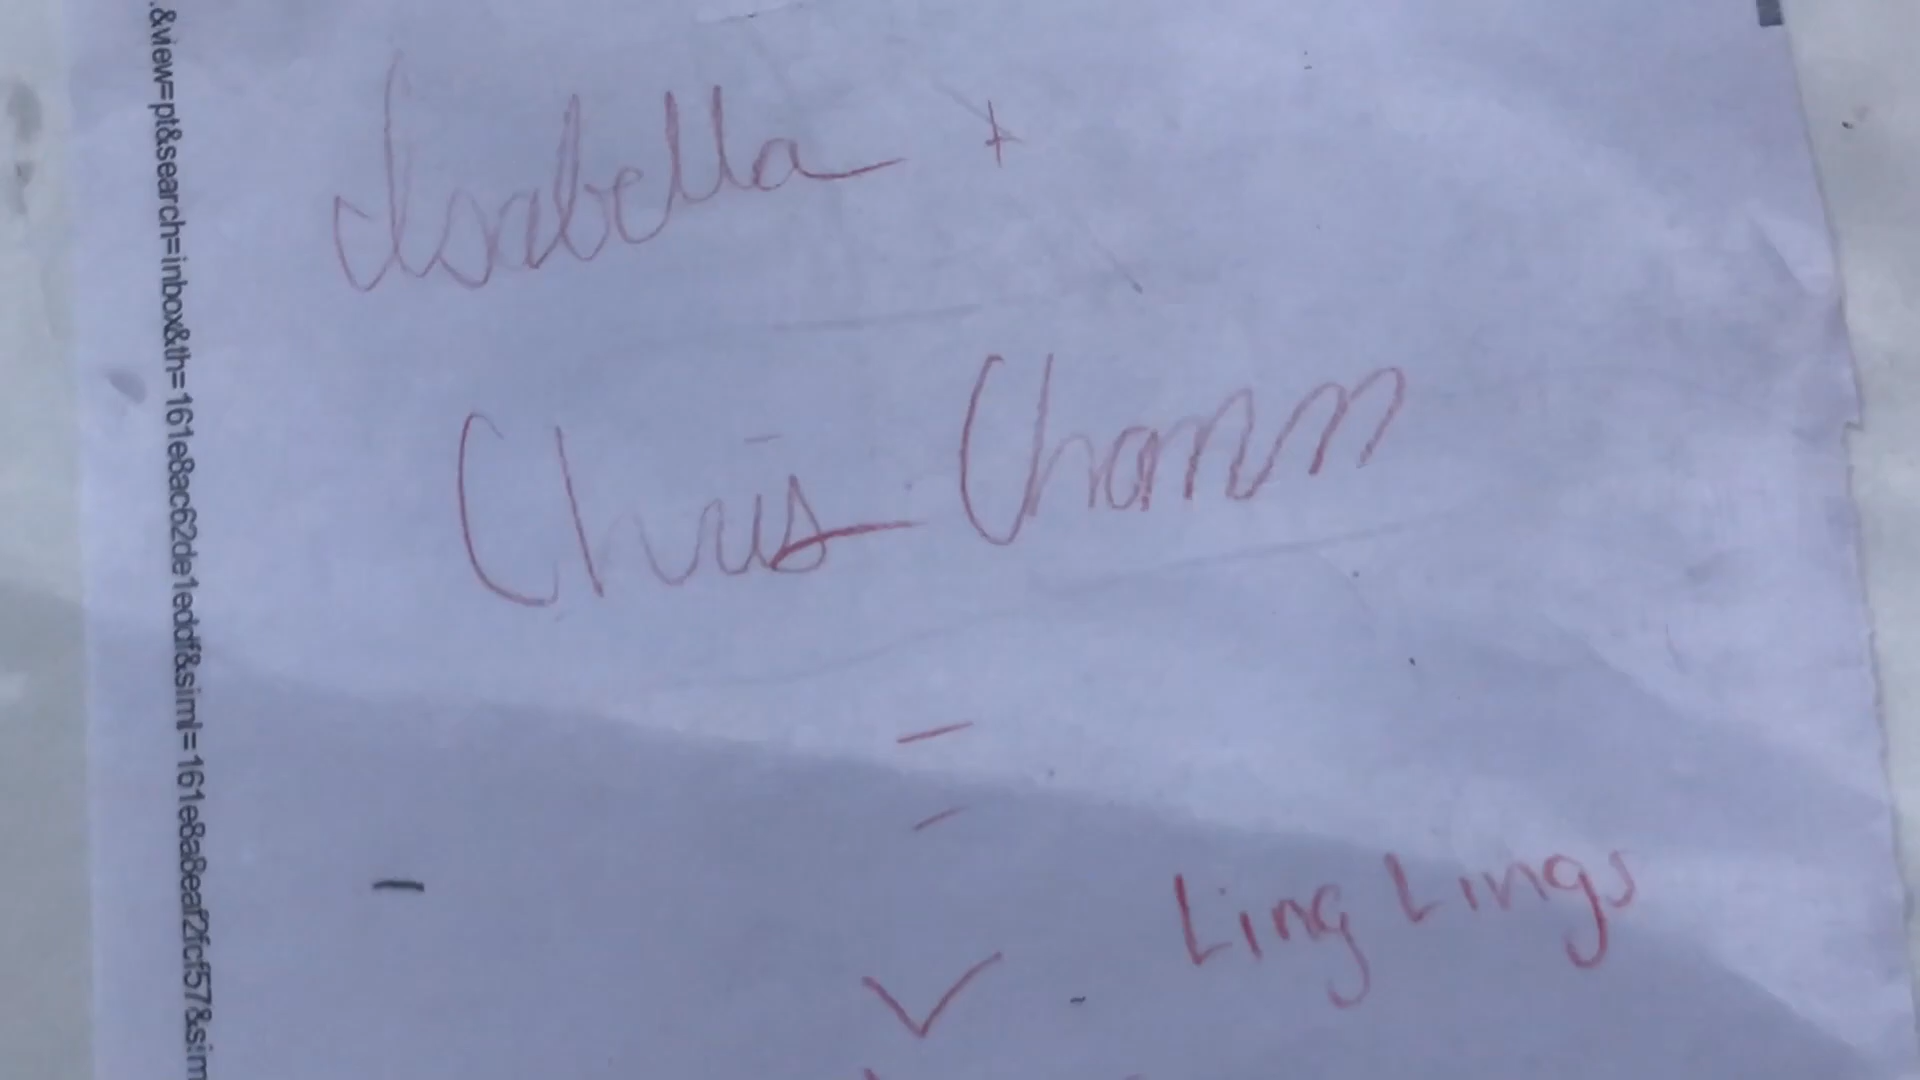 Isabella +
Chris Chann
=
Ling Lings
.&view=pt&search=inbox&th=161e8ac62de1eddf&siml=161e8a8eaf2fcf57&sim